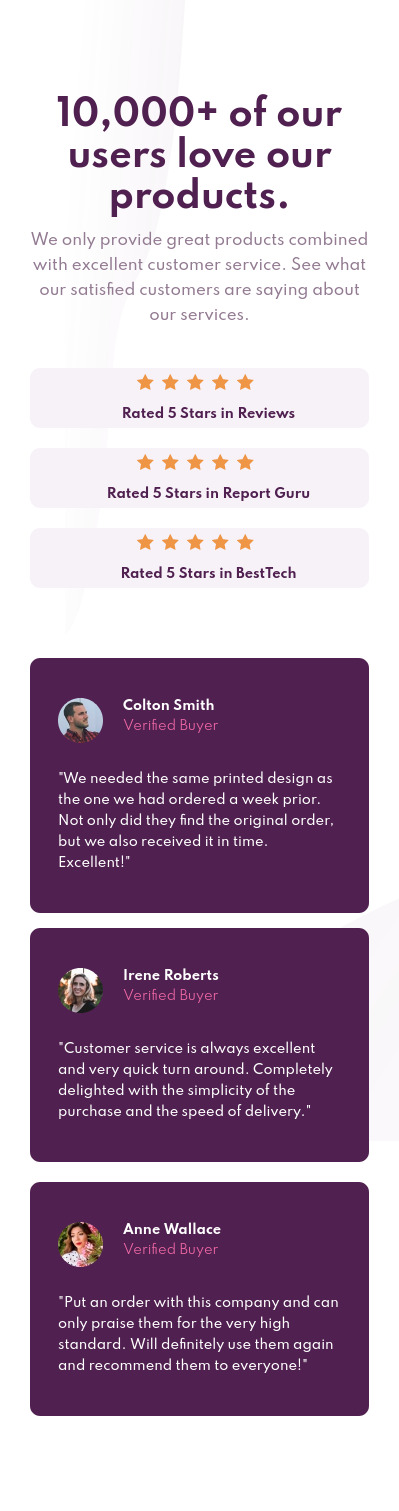 10,000+ of our
users love our
products.
We only provide great products combined
with excellent customer service. See what
our satisfied customers are saying about
our services.
Rated 5 Stars in Reviews
Rated 5 Stars in Report Guru
Rated 5 Stars in BestTech
Colton Smith
Verified Buyer
"We needed the same printed design as
the one we had ordered a week prior.
Not only did they find the original order,
but we also received it in time.
Excellent!"
Irene Roberts
Verified Buyer
"Customer service is always excellent
and very quick turn around. Completely
delighted with the simplicity of the
purchase and the speed of delivery."
Anne Wallace
Verified Buyer
"Put an order with this company and can
only praise them for the very high
standard. Will definitely use them again
and recommend them to everyone!"